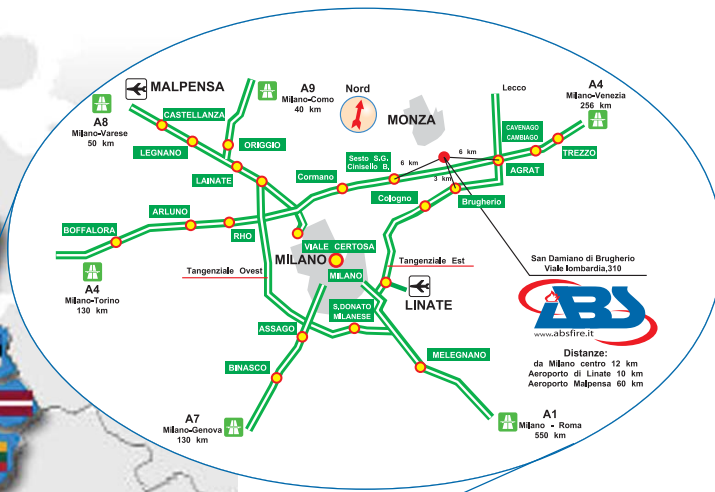 A9
Milano-Como
40 km
Nord
A4
Milano-Venezia
256 km
Lecco
MALPENSA
A8
Milano-Varese
50 km
CASTELLANZA
LEGNANO
ORIGGIO
LAINATE
MONZA
Sesto S.G.
Cinisello B,
Cormano
6 km
6 km
3 km
CAVENAGO
CAMBIAGO
TREZZO
AGRAT
Cologno
Brugherio
BOFFALORA
ARLUNO
RHO
A4
Milano-Torino
130 km
VIALE CERTOSA
MILANO
MILANO
Tangenziale Ovest
Tangenziale Est
LINATE
S,DONATO
MILANESE
ASSAGO
BINASCO
MELEGNANO
A7
Milano-Genova
130 km
A1
Milano - Roma
550 km
San Damiano di Brugherio
Viale lombardia,310
ABS
www.absfire.it
Distanze:
da Milano centro 12 km
Aeroporto di Linate 10 km
Aeroporto Malpensa 60 km